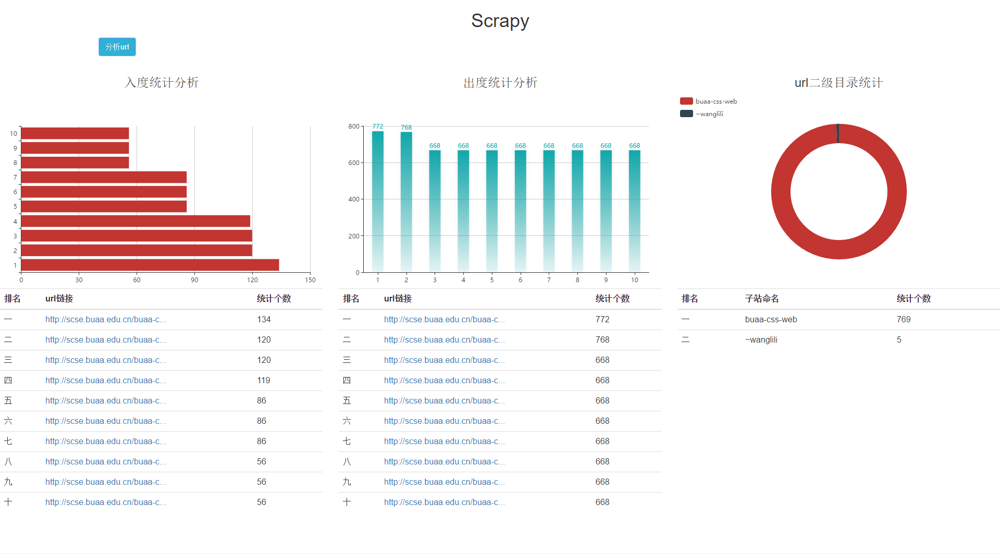 Scrapy
分析url
入度统计分析
10
9
8
7
6
5
4
3
2
1
0 30 60 90 120 150
排名 url链接 统计个数
一 http://scse.buaa.edu.cn/buaa-c... 134
二 http://scse.buaa.edu.cn/buaa-c... 120
三 http://scse.buaa.edu.cn/buaa-c... 120
四 http://scse.buaa.edu.cn/buaa-c... 119
五 http://scse.buaa.edu.cn/buaa-c... 86
六 http://scse.buaa.edu.cn/buaa-c... 86
七 http://scse.buaa.edu.cn/buaa-c... 86
八 http://scse.buaa.edu.cn/buaa-c... 56
九 http://scse.buaa.edu.cn/buaa-c... 56
十 http://scse.buaa.edu.cn/buaa-c... 56
出度统计分析
772 768 668 668 668 668 668 668 668 668
800
600
400
200
0
1 2 3 4 5 6 7 8 9 10
排名 url链接 统计个数
一 http://scse.buaa.edu.cn/buaa-c... 772
二 http://scse.buaa.edu.cn/buaa-c... 768
三 http://scse.buaa.edu.cn/buaa-c... 668
四 http://scse.buaa.edu.cn/buaa-c... 668
五 http://scse.buaa.edu.cn/buaa-c... 668
六 http://scse.buaa.edu.cn/buaa-c... 668
七 http://scse.buaa.edu.cn/buaa-c... 668
八 http://scse.buaa.edu.cn/buaa-c... 668
九 http://scse.buaa.edu.cn/buaa-c... 668
十 http://scse.buaa.edu.cn/buaa-c... 668
url二级目录统计
buaa-css-web
~wanglili
排名 子站命名 统计个数
一 buaa-css-web 769
二 ~wanglili 5